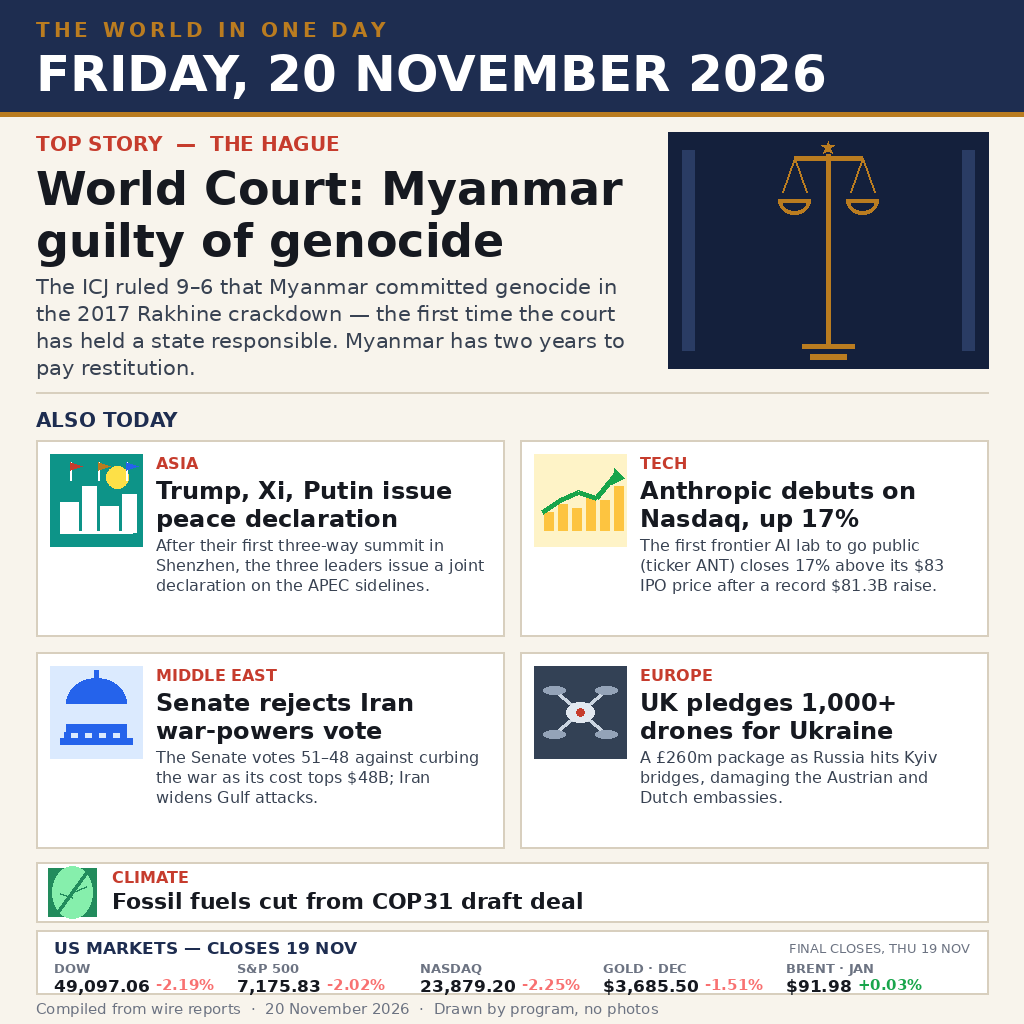 THE WORLD IN ONE DAY
FRIDAY, 20 NOVEMBER 2026
TOP STORY — THE HAGUE
World Court: Myanmar
guilty of genocide
The ICJ ruled 9–6 that Myanmar committed genocide in
the 2017 Rakhine crackdown — the first time the court
has held a state responsible. Myanmar has two years to
pay restitution.
ALSO TODAY
ASIA
Trump, Xi, Putin issue
peace declaration
After their first three-way summit in
Shenzhen, the three leaders issue a joint
declaration on the APEC sidelines.
TECH
Anthropic debuts on
Nasdaq, up 17%
The first frontier AI lab to go public
(ticker ANT) closes 17% above its $83
IPO price after a record $81.3B raise.
MIDDLE EAST
Senate rejects Iran
war-powers vote
The Senate votes 51–48 against curbing
the war as its cost tops $48B; Iran
widens Gulf attacks.
EUROPE
UK pledges 1,000+
drones for Ukraine
A £260m package as Russia hits Kyiv
bridges, damaging the Austrian and
Dutch embassies.
CLIMATE
Fossil fuels cut from COP31 draft deal
US MARKETS — CLOSES 19 NOV
FINAL CLOSES, THU 19 NOV
DOW
49,097.06 -2.19%
S&P 500
7,175.83 -2.02%
NASDAQ
23,879.20 -2.25%
GOLD · DEC
$3,685.50 -1.51%
BRENT · JAN
$91.98 +0.03%
Compiled from wire reports · 20 November 2026 · Drawn by program, no photos